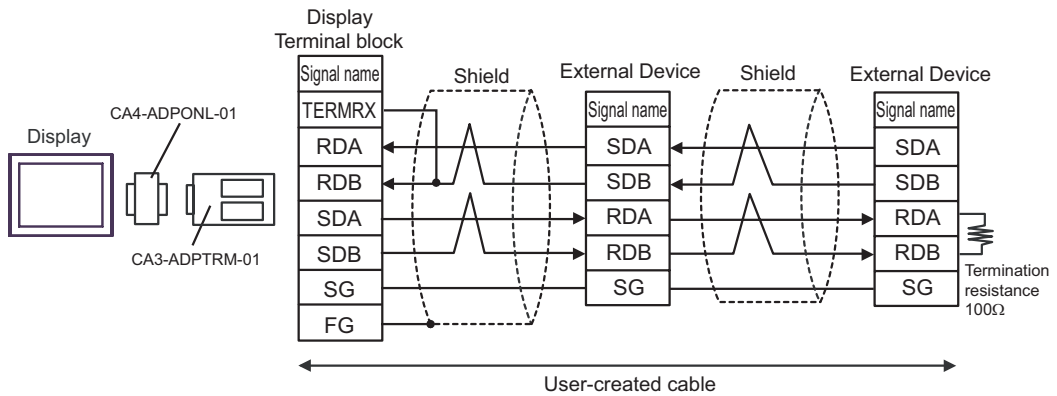 Display
Terminal block
Signal name
TERMRX
RDA
RDB
SDA
SDB
SG
FG
Shield
External Device
Signal name
SDA
SDB
RDA
RDB
SG
Shield
External Device
Signal name
SDA
SDB
RDA
RDB
SG
Termination
resistance
100Ω
Display
CA4-ADPONL-01
CA3-ADPTRM-01
User-created cable